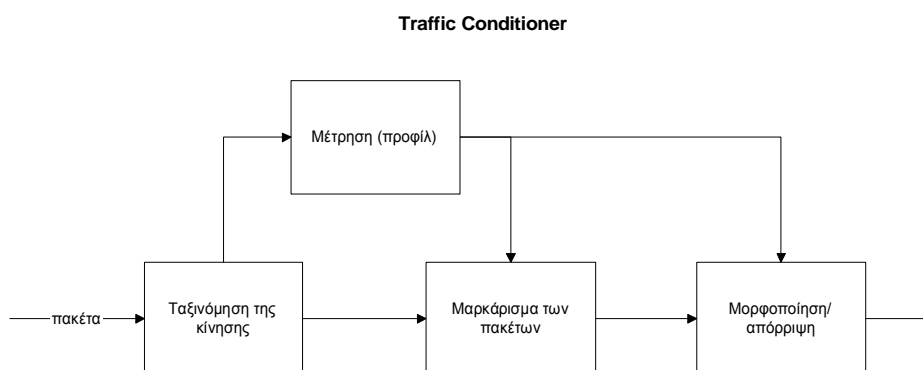 Traffic Conditioner
Μέτρηση (προφίλ)
πακέτα
Ταξινόμηση της
κίνησης
Μαρκάρισμα των
πακέτων
Μορφοποίηση/
απόρριψη